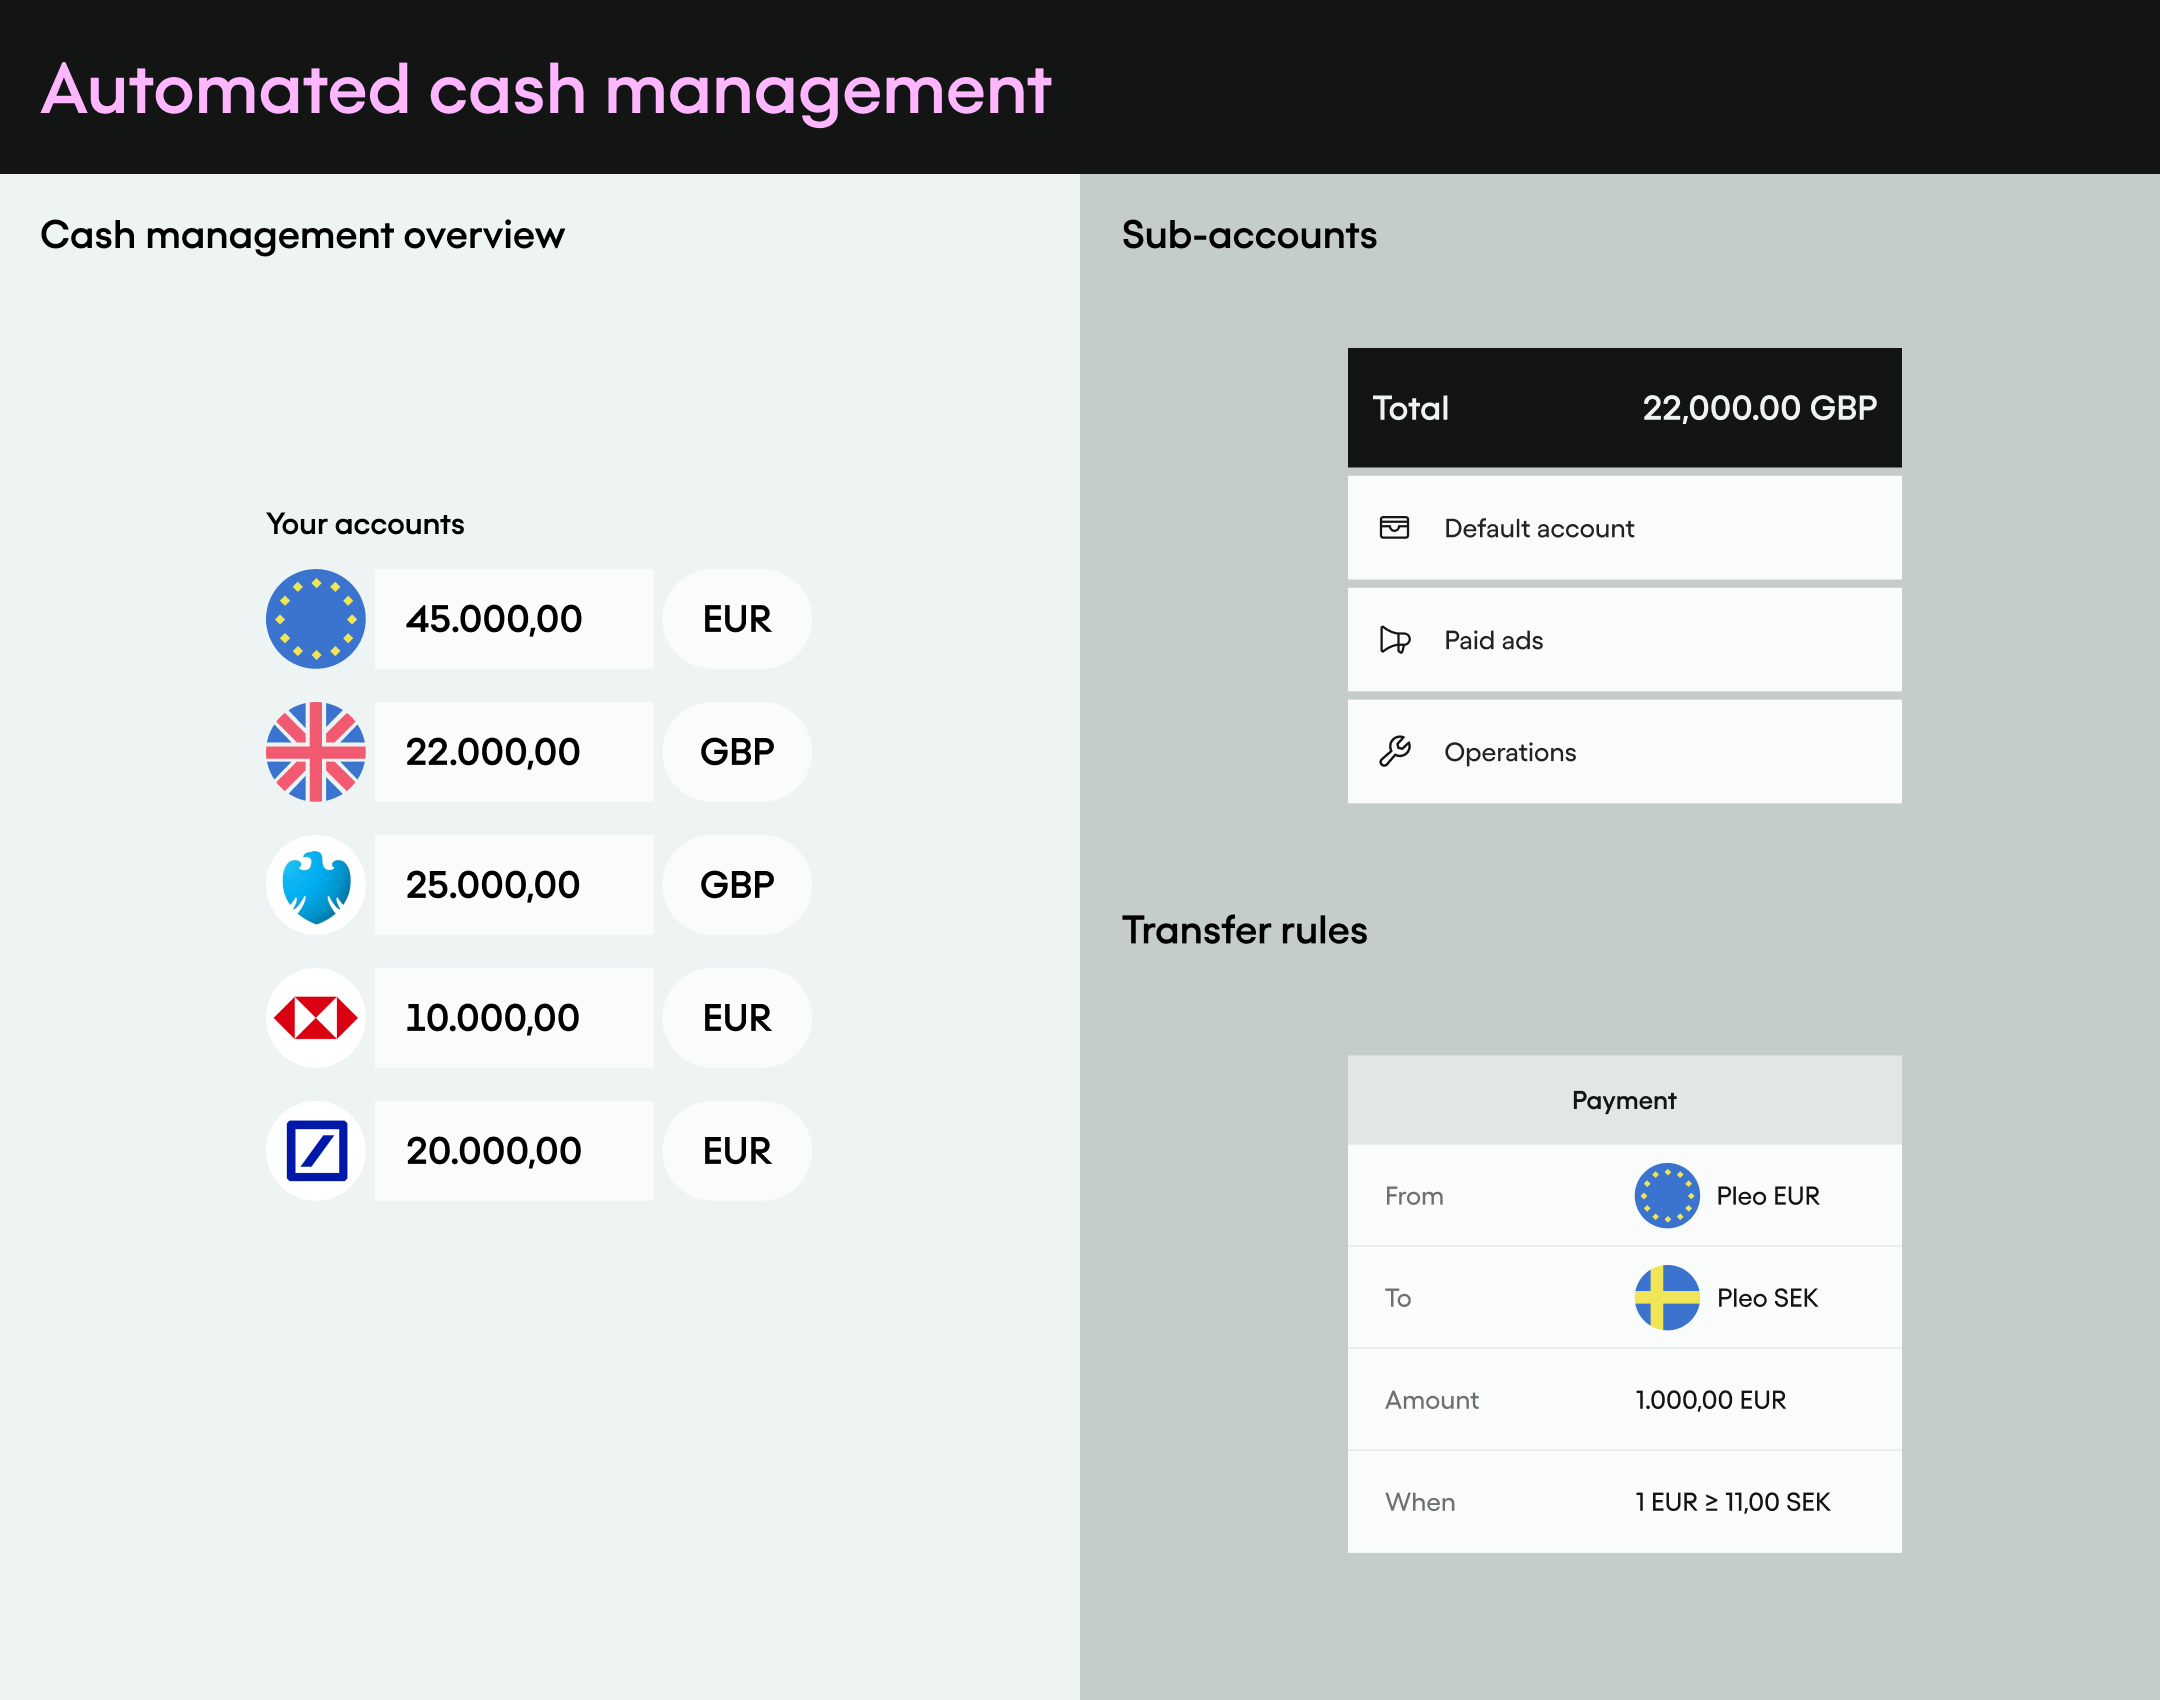 Automated cash management
Cash management overview
Your accounts
45.000,00 EUR
22.000,00 GBP
25.000,00 GBP
10.000,00 EUR
20.000,00 EUR
Sub-accounts
Total 22,000.00 GBP
Default account
Paid ads
Operations
Transfer rules
Payment
From Pleo EUR
To Pleo SEK
Amount 1.000,00 EUR
When 1 EUR ≥ 11,00 SEK